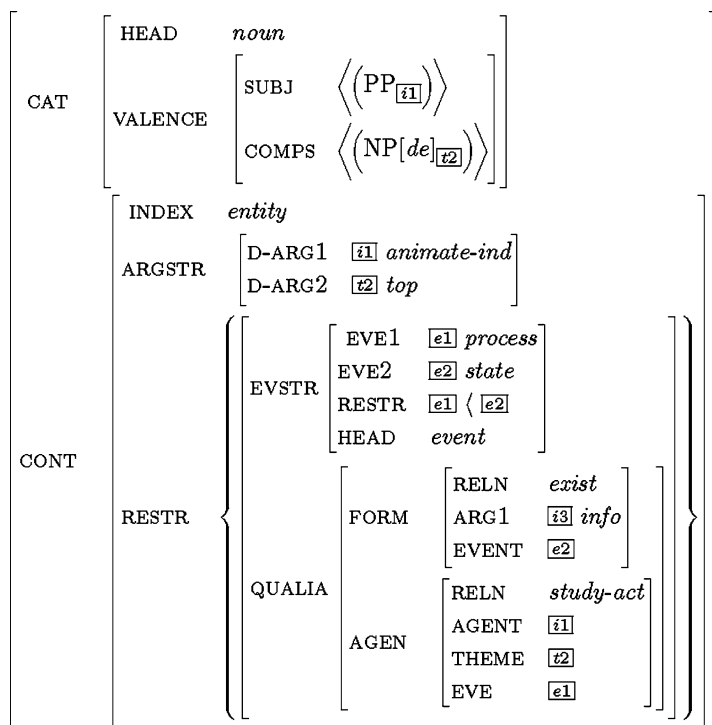 HEAD noun
CAT
SUBJ ⟨(PP i1)⟩
VALENCE
COMPS ⟨(NP[de] t2)⟩
INDEX entity
D-ARG1 i1 animate-ind
ARGSTR
D-ARG2 t2 top
EVE1 e1 process
EVE2 e2 state
EVSTR
RESTR e1 ⟨ e2
HEAD event
CONT
RELN exist
RESTR
FORM ARG1 i3 info
EVENT e2
QUALIA
RELN study-act
AGENT i1
AGEN
THEME t2
EVE e1